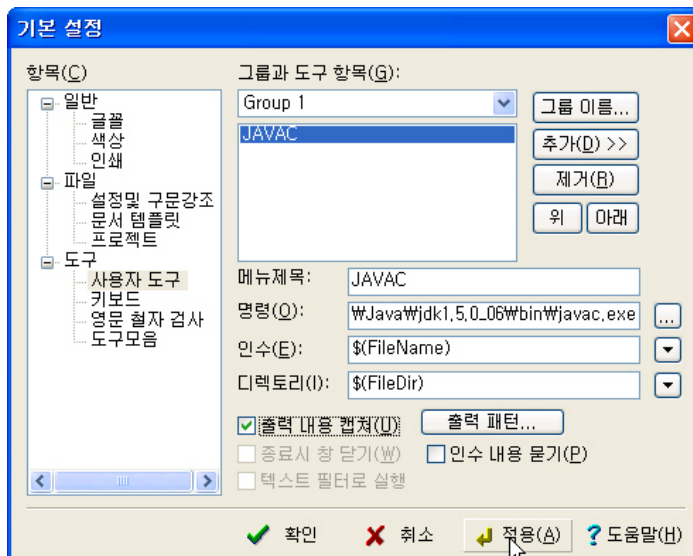 기본 설정
항목(C)
일반
글꼴
색상
인쇄
파일
설정및 구문강조
문서 템플릿
프로젝트
도구
사용자 도구
키보드
영문 철자 검사
도구모음
그룹과 도구 항목(G):
Group 1
그룹 이름...
JAVAC
추가(D) >>
제거(R)
위 아래
메뉴제목: JAVAC
명령(O): ₩Java₩jdk1.5.0_06₩bin₩javac.exe ...
인수(E): $(FileName)
디렉토리(I): $(FileDir)
출력 내용 캡쳐(U) 출력 패턴...
종료시 창 닫기(W) 인수 내용 묻기(P)
텍스트 필터로 실행
확인 취소 적용(A) ? 도움말(H)